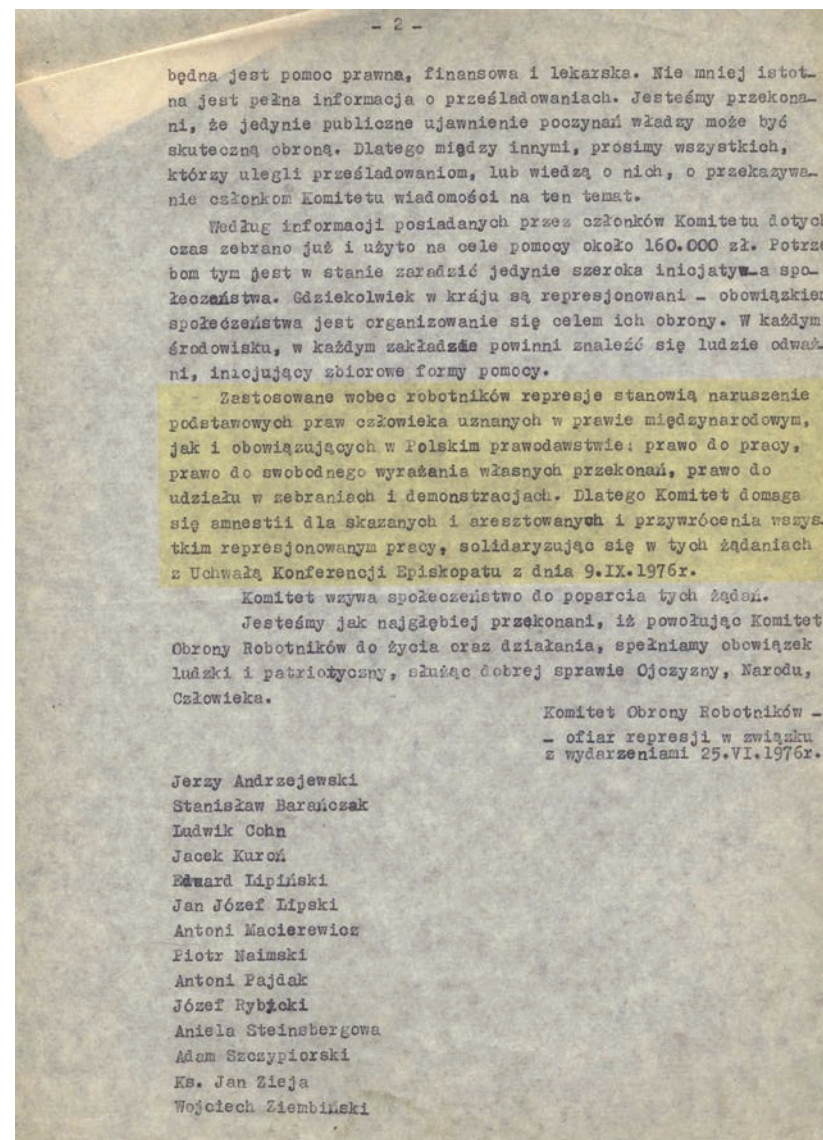 - 2 -
będna jest pomoc prawna, finansowa i lekarska. Nie mniej istot-
na jest pełna informacja o prześladowaniach. Jesteśmy przekona-
ni, że jedynie publiczne ujawnienie poczynań władzy może być
skuteczną obroną. Dlatego między innymi, prosimy wszystkich,
którzy ulegli prześladowaniom, lub wiedzą o nich, o przekazywa-
nie członkom Komitetu wiadomości na ten temat.
Według informacji posiadanych przez członków Komitetu dotych
czas zebrano już i użyto na cele pomocy około 160.000 zł. Potrze
bom tym jest w stanie zaradzić jedynie szeroka inicjatyw-a spo-
łeczeństwa. Gdziekolwiek w kraju są represjonowani - obowiązkiem
społeczeństwa jest organizowanie się celem ich obrony. W każdym
środowisku, w każdym zakładzie powinni znaleźć się ludzie odważ-
ni, inicjujący zbiorowe formy pomocy.
Zastosowane wobec robotników represje stanowią naruszenie
podstawowych praw człowieka uznanych w prawie międzynarodowym,
jak i obowiązujących w Polskim prawodawstwie: prawo do pracy,
prawo do swobodnego wyrażania własnych przekonań, prawo do
udziału w zebraniach i demonstracjach. Dlatego Komitet domaga
się amnestii dla skazanych i aresztowanych i przywrócenia wszys-
tkim represjonowanym pracy, solidaryzując się w tych żądaniach
z Uchwałą Konferencji Episkopatu z dnia 9.IX.1976r.
Komitet wzywa społeczeństwo do poparcia tych żądań.
Jesteśmy jak najgłębiej przekonani, iż powołując Komitet
Obrony Robotników do życia oraz działania, spełniamy obowiązek
ludzki i patriotyczny, służąc dobrej sprawie Ojczyzny, Narodu,
Człowieka.
Komitet Obrony Robotników -
- ofiar represji w związku
z wydarzeniami 25.VI.1976r.
Jerzy Andrzejewski
Stanisław Barańczak
Ludwik Cohn
Jacek Kuroń
Edward Lipiński
Jan Józef Lipski
Antoni Macierewicz
Piotr Naimski
Antoni Pajdak
Józef Rybicki
Aniela Steinsbergowa
Adam Szczypiorski
Ks. Jan Zieja
Wojciech Ziembiński